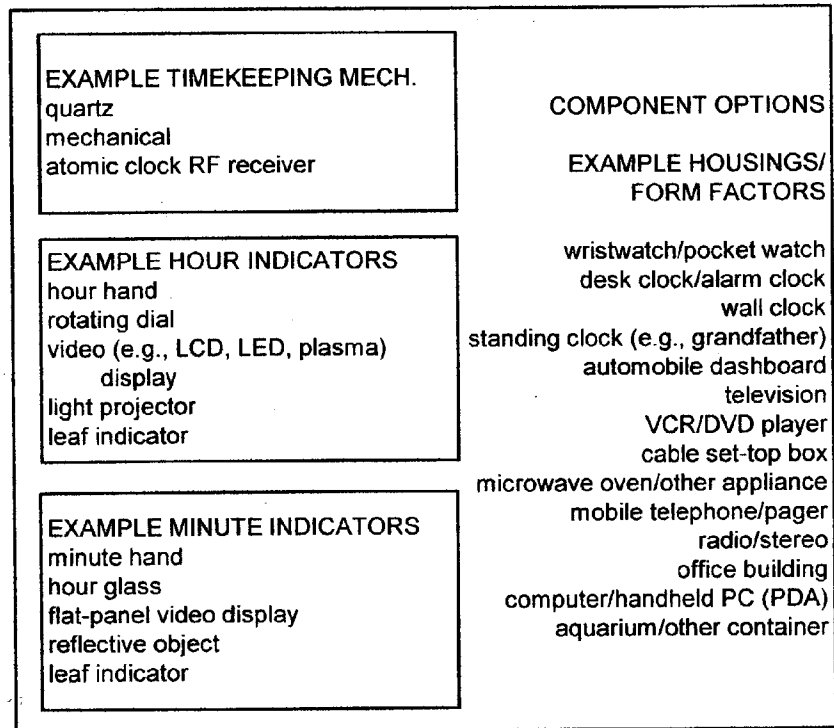 EXAMPLE TIMEKEEPING MECH.
quartz
mechanical
atomic clock RF receiver
EXAMPLE HOUR INDICATORS
hour hand
rotating dial
video (e.g., LCD, LED, plasma)
display
light projector
leaf indicator
EXAMPLE MINUTE INDICATORS
minute hand
hour glass
flat-panel video display
reflective object
leaf indicator
COMPONENT OPTIONS
EXAMPLE HOUSINGS/
FORM FACTORS
wristwatch/pocket watch
desk clock/alarm clock
wall clock
standing clock (e.g., grandfather)
automobile dashboard
television
VCR/DVD player
cable set-top box
microwave oven/other appliance
mobile telephone/pager
radio/stereo
office building
computer/handheld PC (PDA)
aquarium/other container